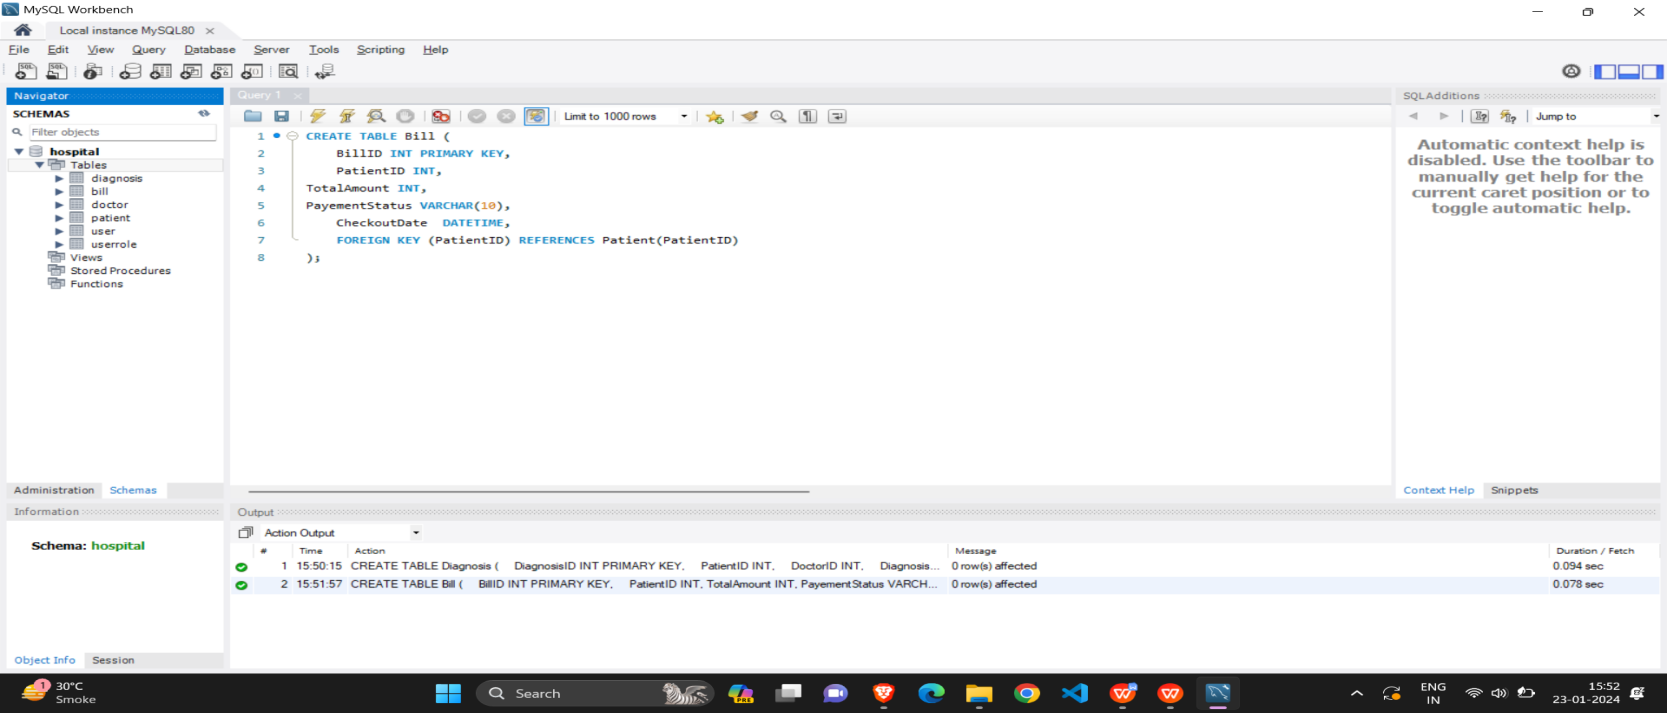 MySQL Workbench
Local instance MySQL80
File Edit View Query Database Server Tools Scripting Help
Navigator
SCHEMAS
Filter objects
hospital
Tables
diagnosis
bill
doctor
patient
user
userrole
Views
Stored Procedures
Functions
Administration Schemas
Information
Schema: hospital
Object Info Session
Query 1
Limit to 1000 rows
1 CREATE TABLE Bill (
2 BillID INT PRIMARY KEY,
3 PatientID INT,
4 TotalAmount INT,
5 PayementStatus VARCHAR(10),
6 CheckoutDate DATETIME,
7 FOREIGN KEY (PatientID) REFERENCES Patient(PatientID)
8 );
SQLAdditions
Jump to
Automatic context help is
disabled. Use the toolbar to
manually get help for the
current caret position or to
toggle automatic help.
Context Help Snippets
Output
Action Output
# Time Action Message Duration / Fetch
1 15:50:15 CREATE TABLE Diagnosis ( DiagnosisID INT PRIMARY KEY, PatientID INT, DoctorID INT, Diagnosis... 0 row(s) affected 0.094 sec
2 15:51:57 CREATE TABLE Bill ( BillID INT PRIMARY KEY, PatientID INT, TotalAmount INT, PayementStatus VARCH... 0 row(s) affected 0.078 sec
1
30°C
Smoke
Search
PRE
ENG
IN
15:52
23-01-2024